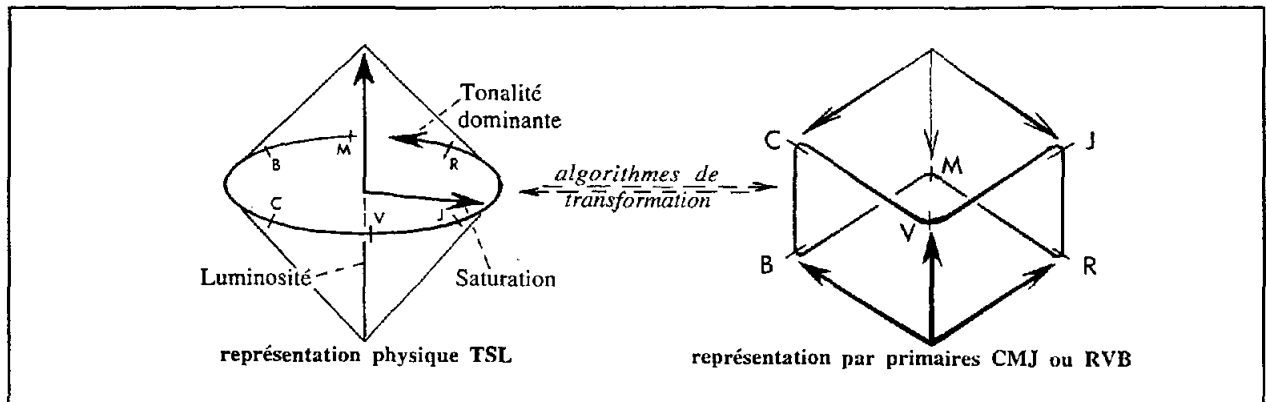 Tonalité
dominante
B
M
R
C
V
J
Luminosité
Saturation
représentation physique TSL
algorithmes de
transformation
C
J
M
V
B
R
représentation par primaires CMJ ou RVB